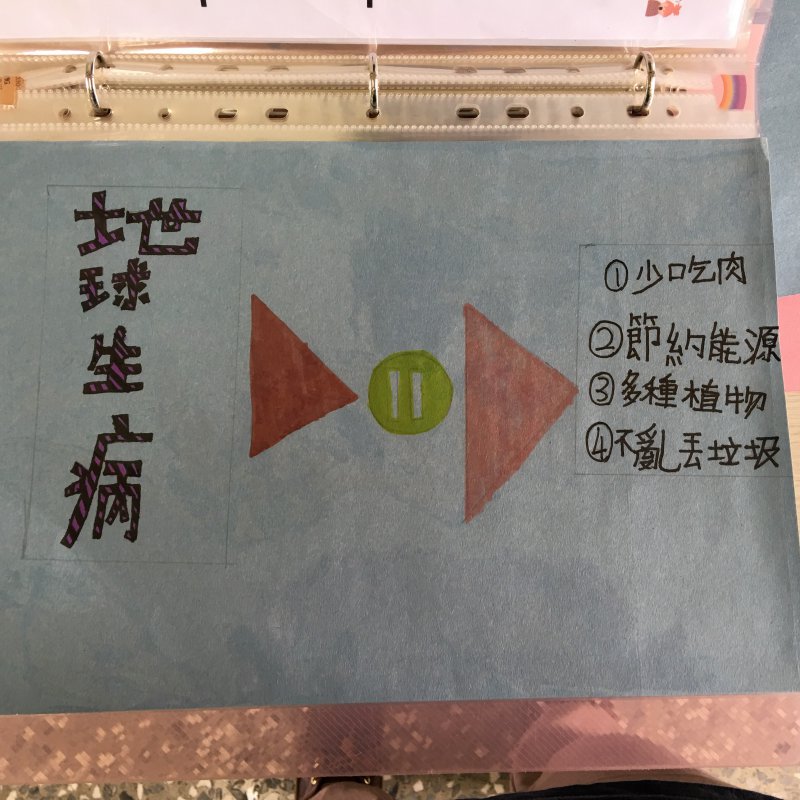 地球生病
①少吃肉
②節約能源
③多種植物
④不亂丟垃圾